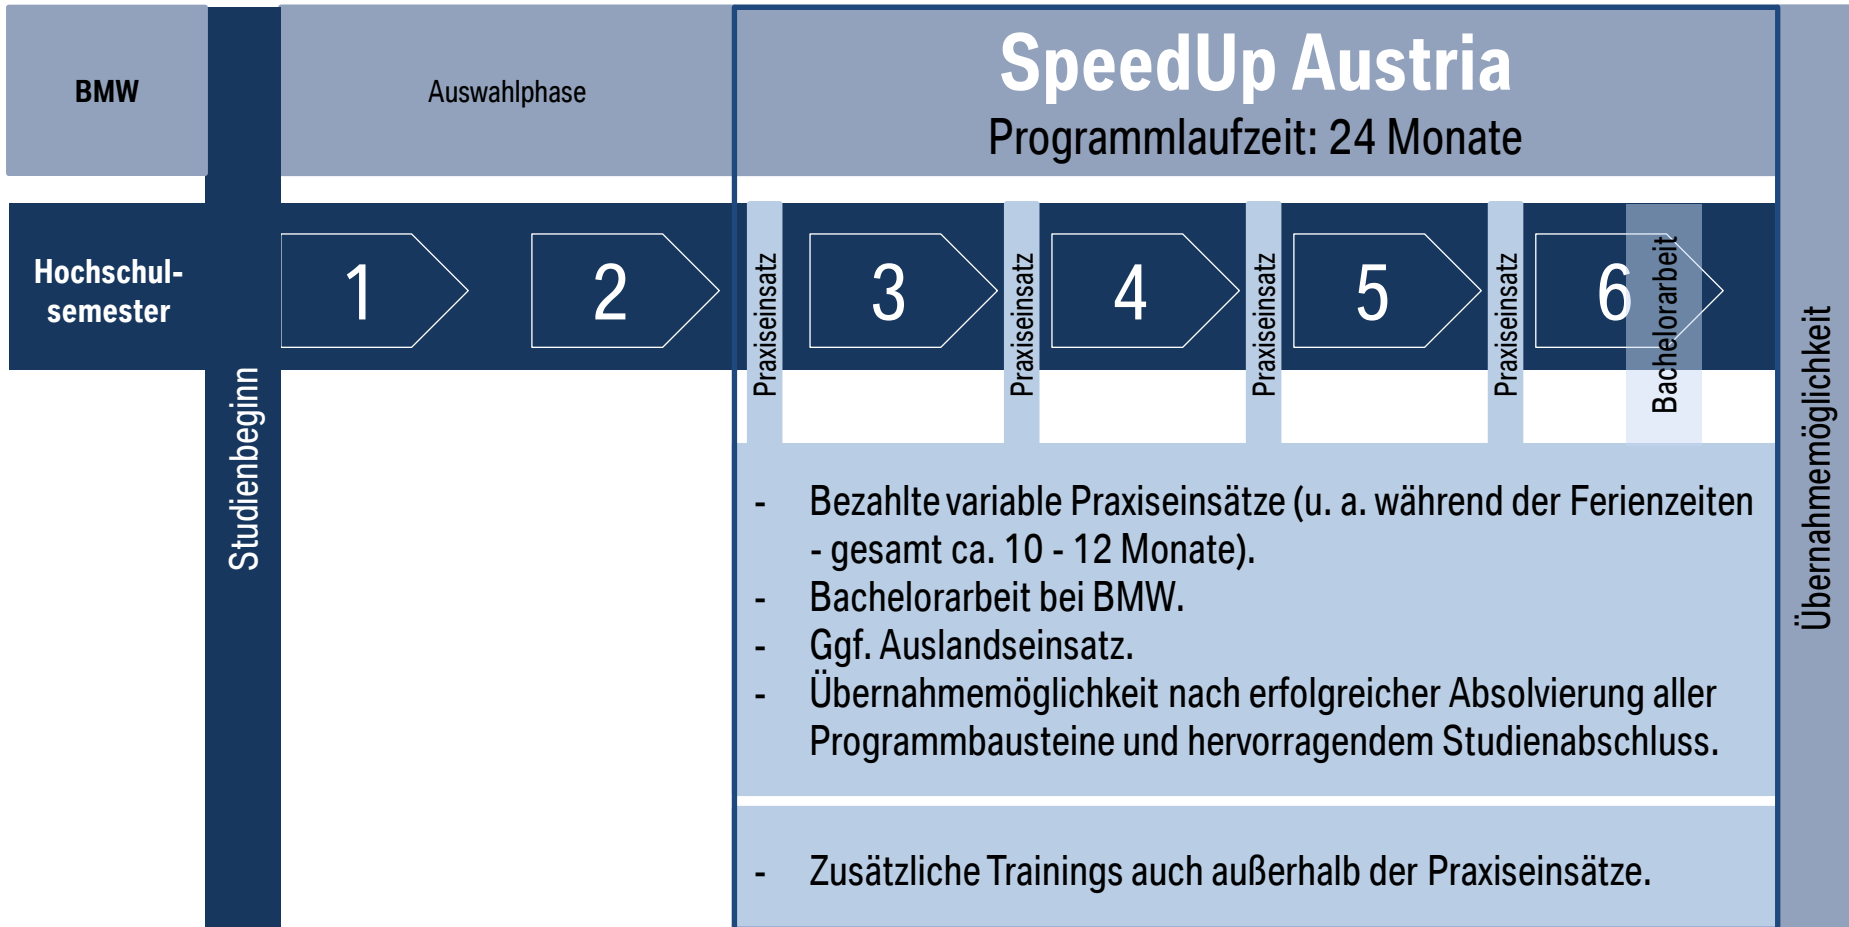 BMW
Auswahlphase
SpeedUp Austria
Programmlaufzeit: 24 Monate
Hochschul-
semester
Studienbeginn
1
2
Praxiseinsatz
3
Praxiseinsatz
4
Praxiseinsatz
5
Praxiseinsatz
6
Bachelorarbeit
Übernahmemöglichkeit
- Bezahlte variable Praxiseinsätze (u. a. während der Ferienzeiten
- gesamt ca. 10 - 12 Monate).
- Bachelorarbeit bei BMW.
- Ggf. Auslandseinsatz.
- Übernahmemöglichkeit nach erfolgreicher Absolvierung aller
Programmbausteine und hervorragendem Studienabschluss.
- Zusätzliche Trainings auch außerhalb der Praxiseinsätze.